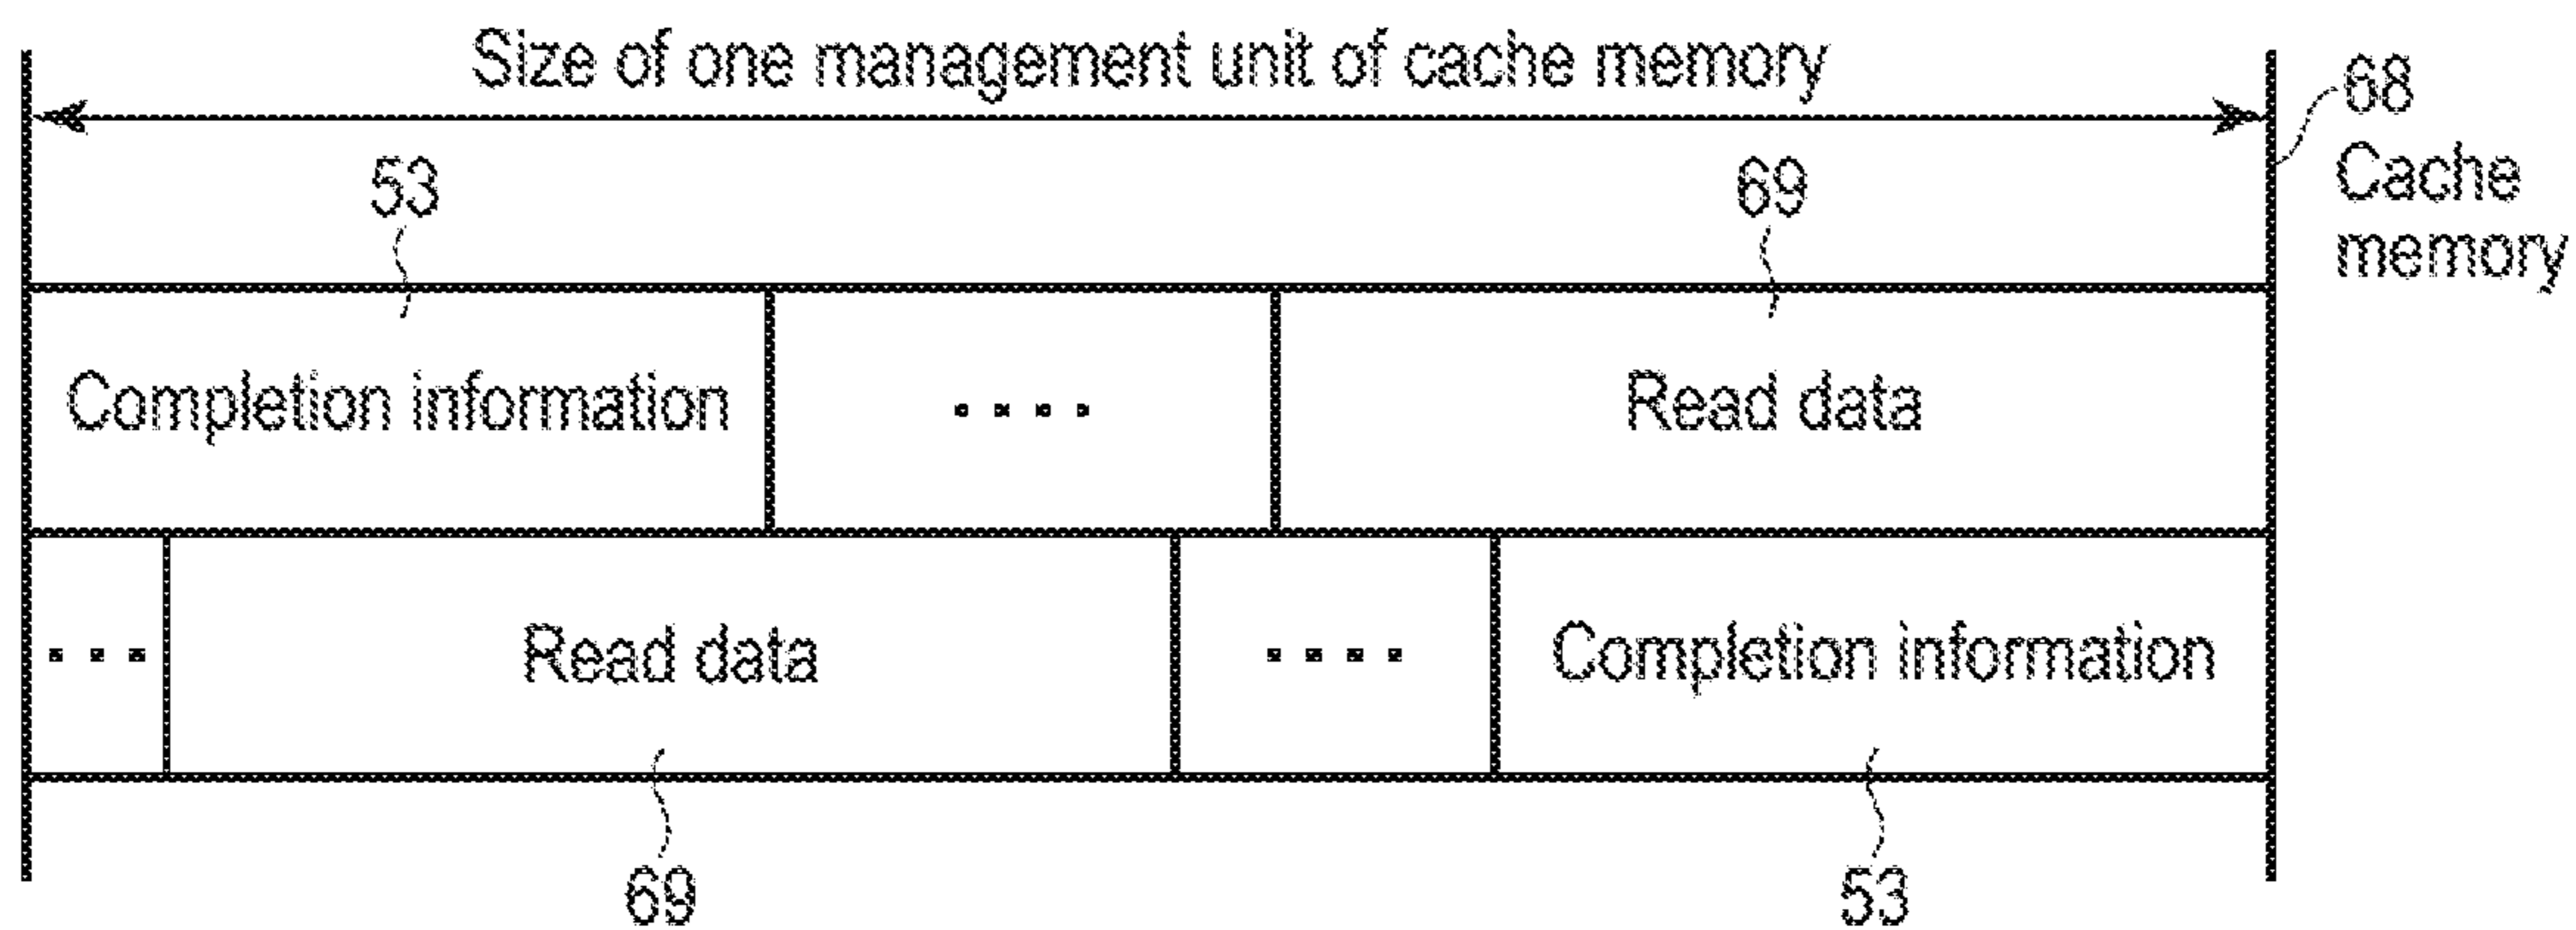 Size of one management unit of cache memory
68
Cache
memory
53
69
Completion information
. . . .
Read data
. . .
Read data
. . . .
Completion information
69
53